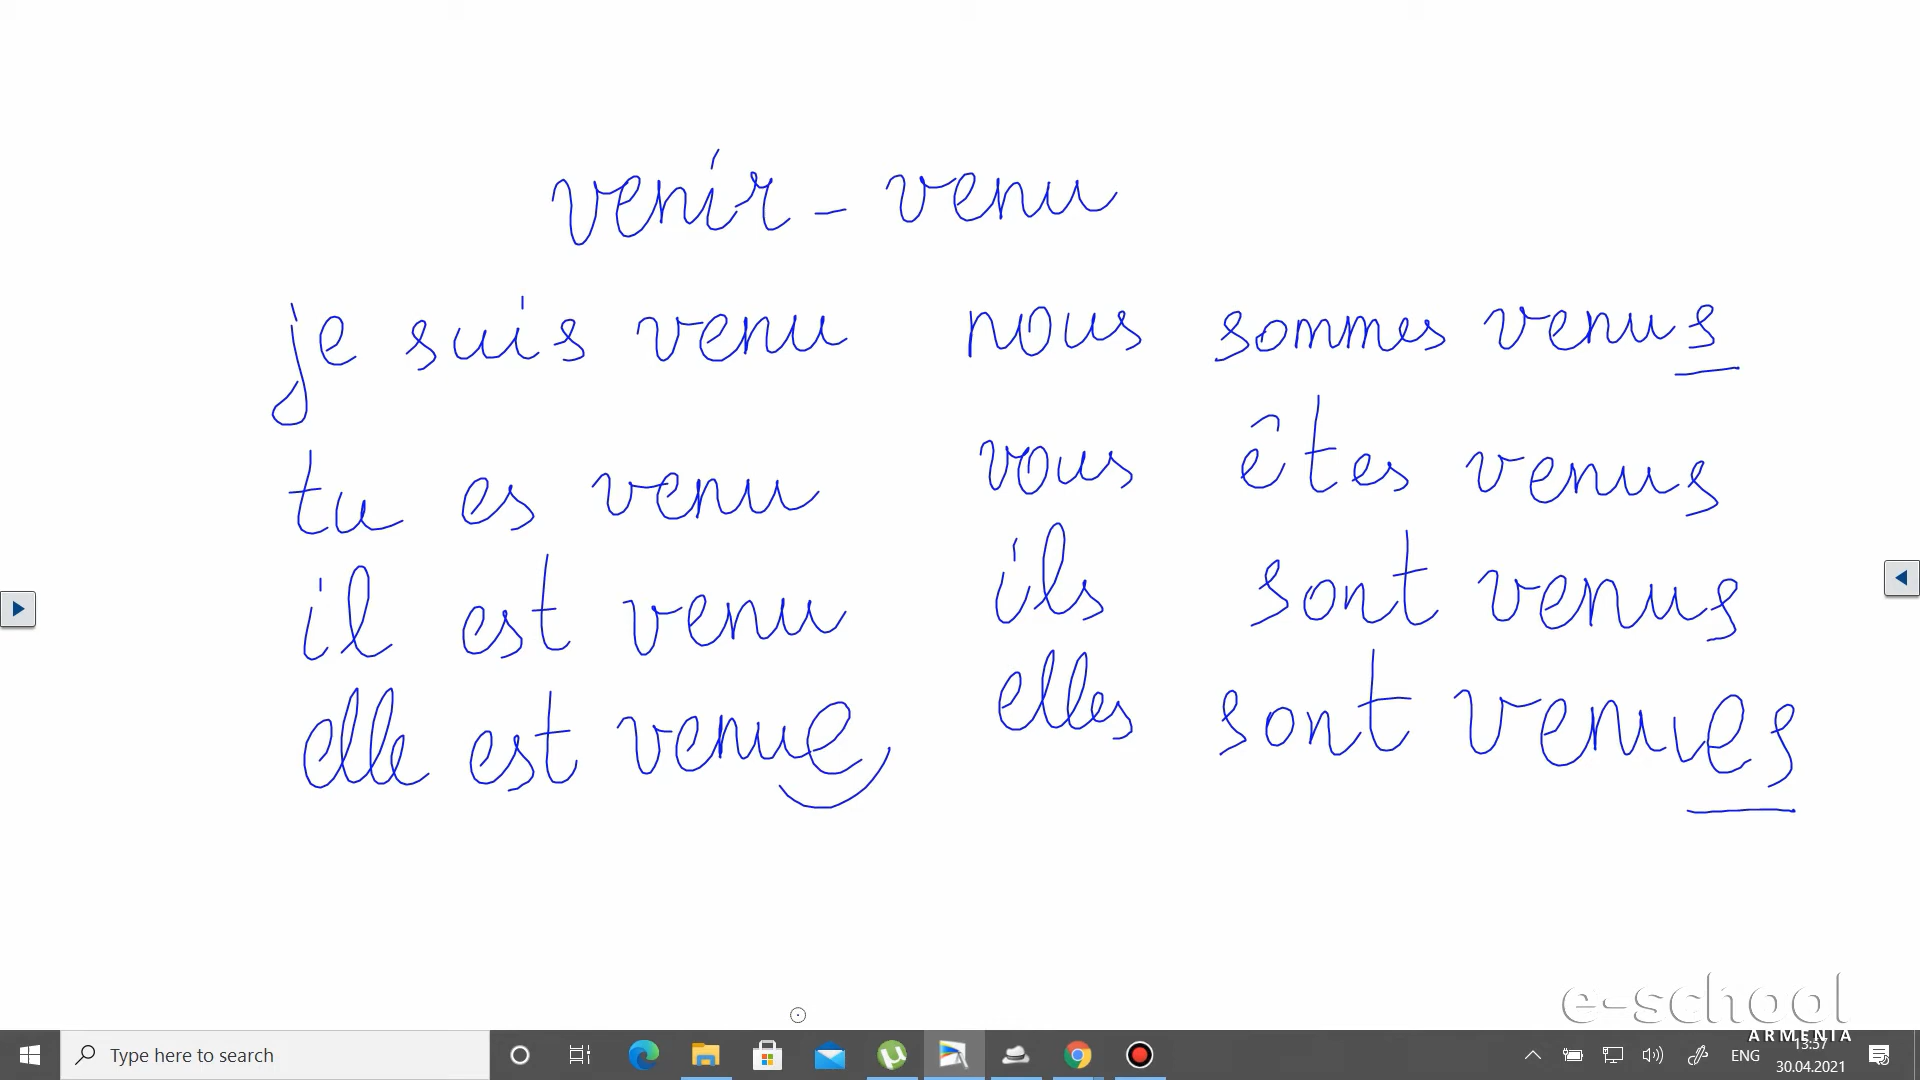 venir - venu
je suis venu
tu es venu
il est venu
elle est venue
nous sommes venus
vous êtes venus
ils sont venus
elles sont venues
e-school
ARMENIA
Type here to search
ENG
13:57
30.04.2021